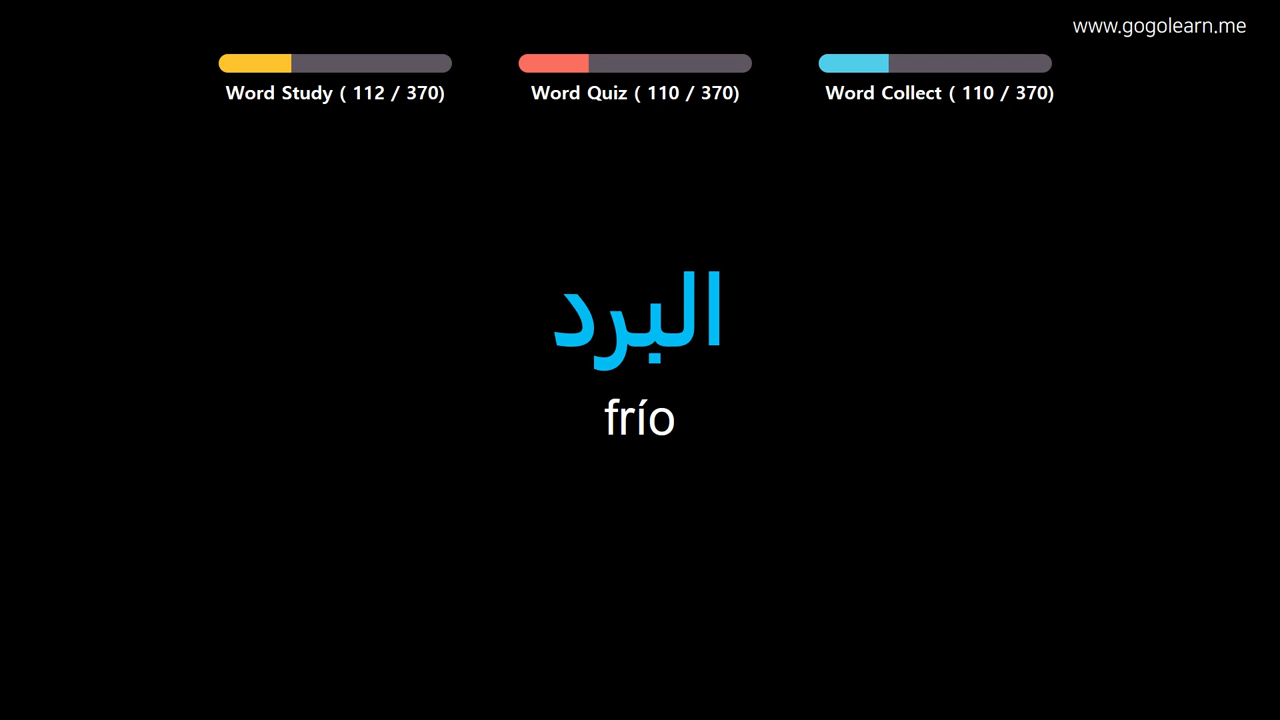 www.gogolearn.me
Word Study ( 112 / 370)
Word Quiz ( 110 / 370)
Word Collect ( 110 / 370)
البرد
frío